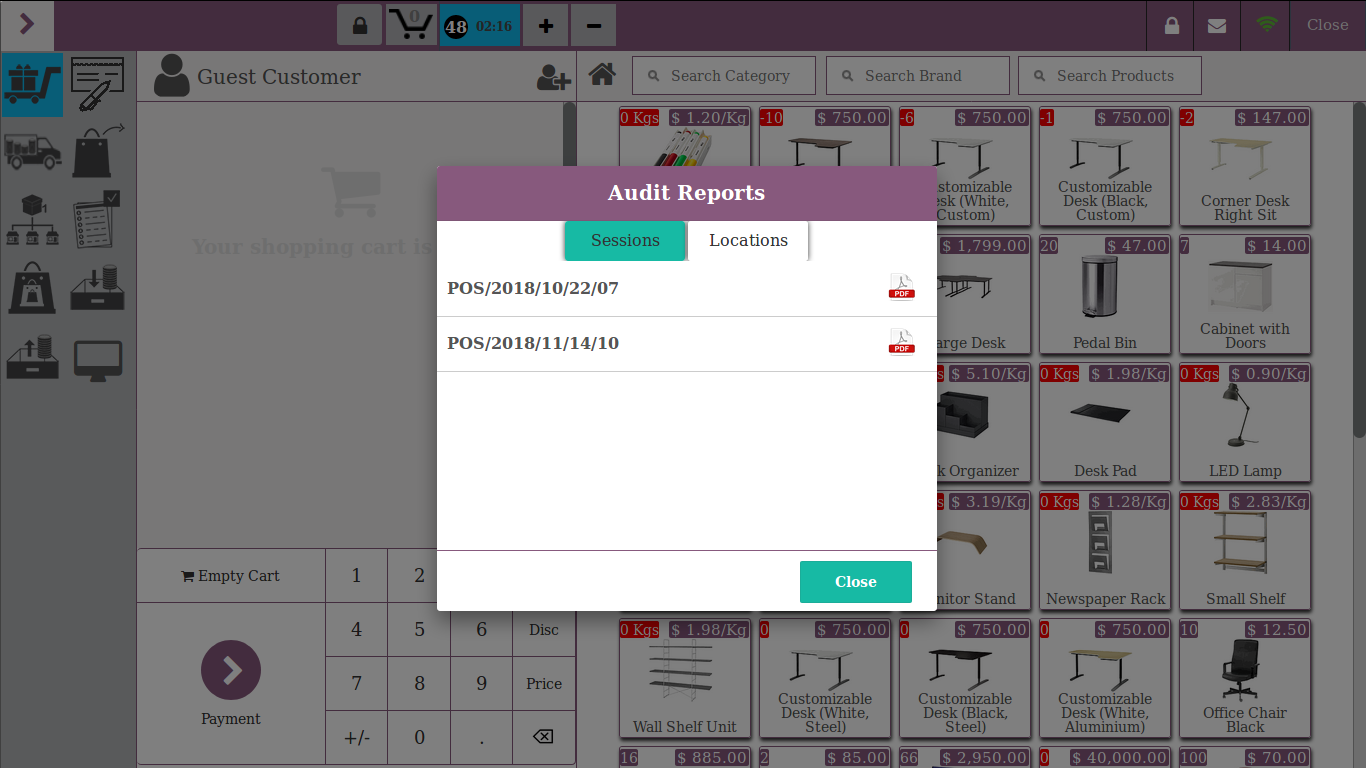 0
48 02:16
+
−
Close
Guest Customer
Search Category
Search Brand
Search Products
0 Kgs $ 1.20/Kg
-10 $ 750.00
-6 $ 750.00
-1 $ 750.00
-2 $ 147.00
Customizable
Desk (Black,
Custom)
Corner Desk
Right Sit
Custom)
Your shopping cart is
Audit Reports
Sessions
Locations
POS/2018/10/22/07
PDF
POS/2018/11/14/10
PDF
Close
$ 1,799.00
20 $ 47.00
7 $ 14.00
Desk
Pedal Bin
Cabinet with
Doors
$ 5.10/Kg
0 Kgs $ 1.98/Kg
0 Kgs $ 0.90/Kg
Organizer
Desk Pad
LED Lamp
$ 3.19/Kg
0 Kgs $ 1.28/Kg
0 Kgs $ 2.83/Kg
Stand
Newspaper Rack
Small Shelf
0 Kgs $ 1.98/Kg
0 $ 750.00
0 $ 750.00
0 $ 750.00
10 $ 12.50
Wall Shelf Unit
Customizable
Desk (White,
Steel)
Customizable
Desk (Black,
Steel)
Customizable
Desk (White,
Aluminium)
Office Chair
Black
16 $ 885.00
2 $ 85.00
66 $ 2,950.00
0 $ 40,000.00
100 $ 70.00
Empty Cart
1 2
4 5 6 Disc
7 8 9 Price
+/- 0 .
Payment